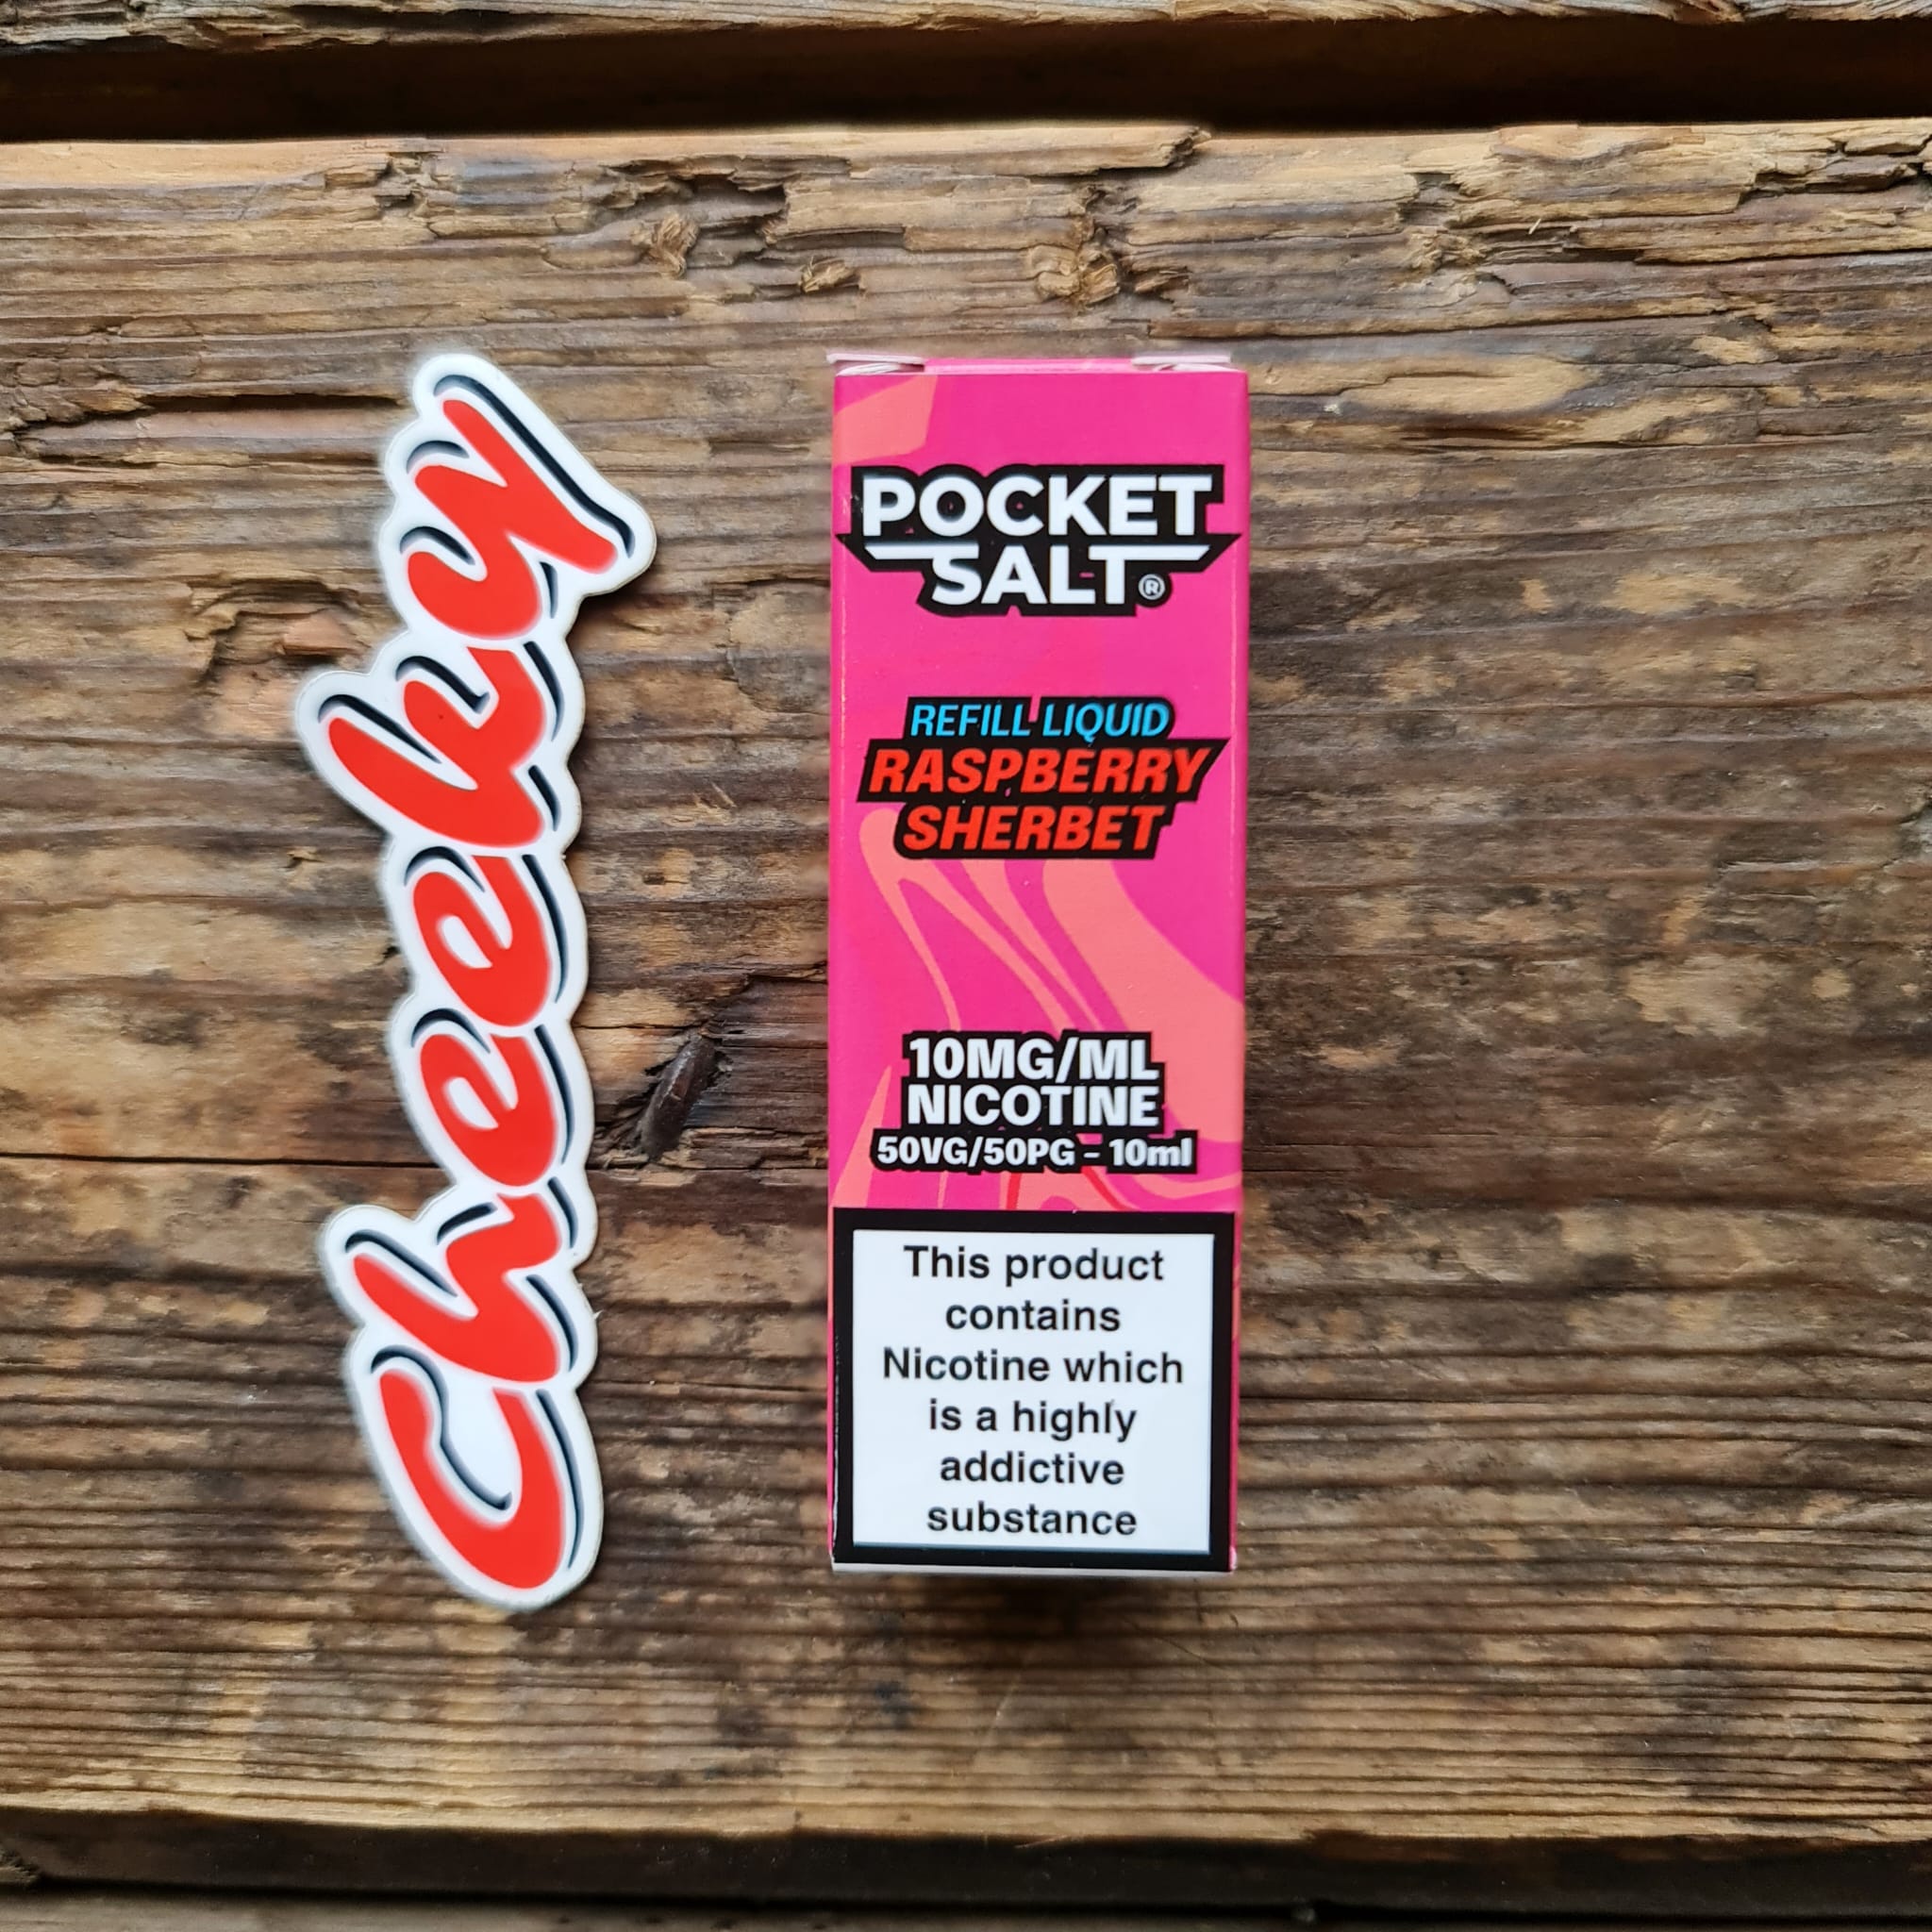 Cheeky
POCKET
SALT®
REFILL LIQUID
RASPBERRY
SHERBET
10MG/ML
NICOTINE
50VG/50PG - 10ml
This product
contains
Nicotine which
is a highly
addictive
substance